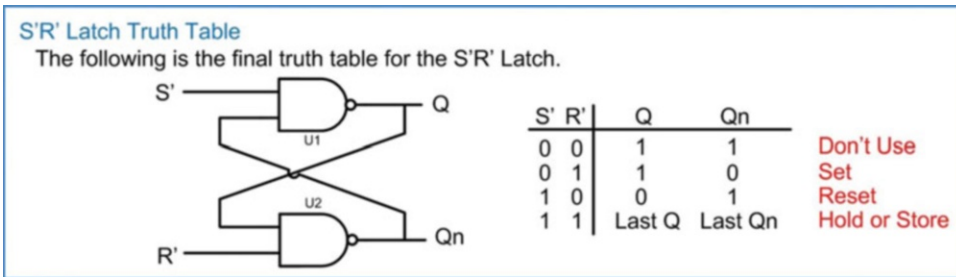 S'R' Latch Truth Table
The following is the final truth table for the S'R' Latch.
S'
Q
U1
U2
Qn
R'
S' R' Q Qn
0 0 1 1 Don't Use
0 1 1 0 Set
1 0 0 1 Reset
1 1 Last Q Last Qn Hold or Store